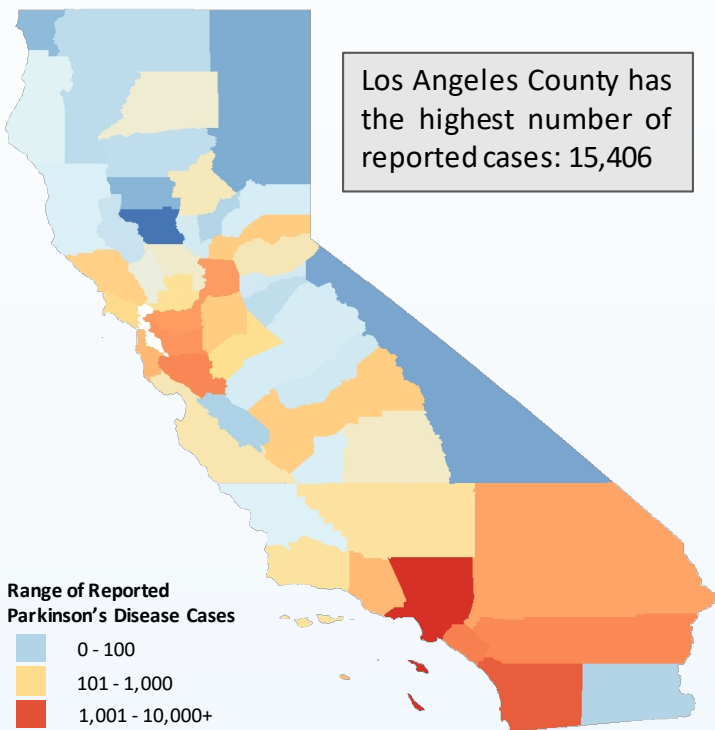 Los Angeles County has
the highest number of
reported cases: 15,406
Range of Reported
Parkinson's Disease Cases
0 - 100
101 - 1,000
1,001 - 10,000+